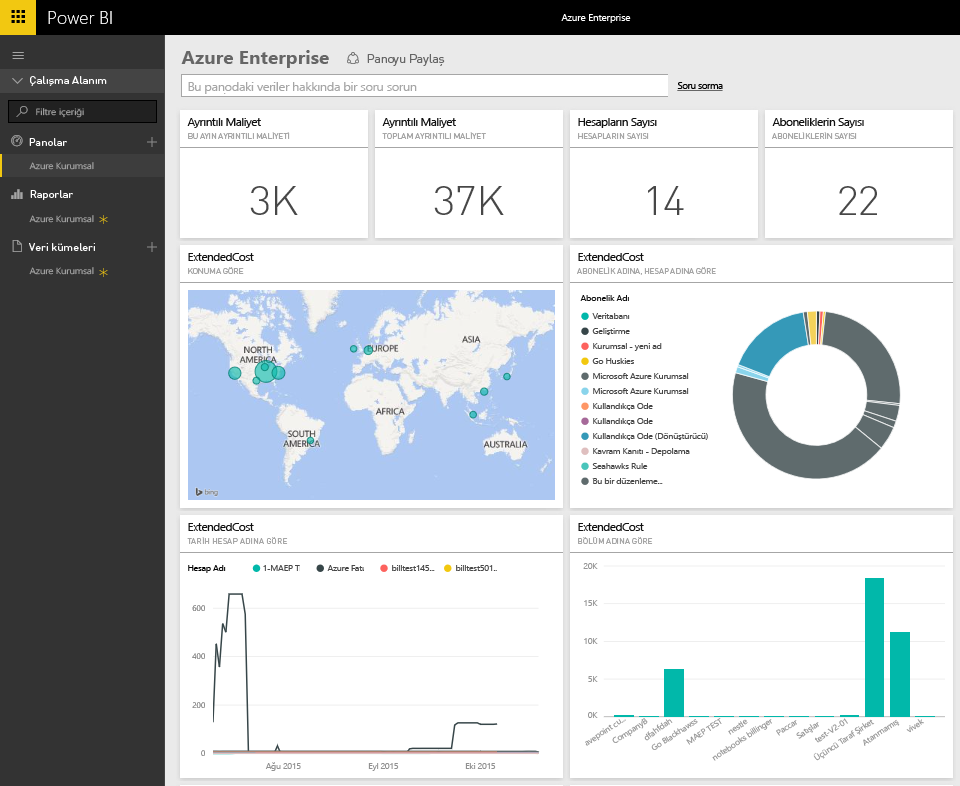 Power BI
Azure Enterprise
Çalışma Alanım
Filtre içeriği
Panolar
Azure Kurumsal
Raporlar
Azure Kurumsal
Veri kümeleri
Azure Kurumsal
Azure Enterprise
Panoyu Paylaş
Bu panodaki veriler hakkında bir soru sorun
Soru sorma
Ayrıntılı Maliyet
BU AYIN AYRINTILI MALİYETİ
3K
Ayrıntılı Maliyet
TOPLAM AYRINTILI MALİYET
37K
Hesapların Sayısı
HESAPLARIN SAYISI
14
Aboneliklerin Sayısı
ABONELİKLERİN SAYISI
22
ExtendedCost
KONUMA GÖRE
NORTH
AMERICA
EUROPE
ASIA
AFRICA
SOUTH
AMERICA
AUSTRALIA
bing
ExtendedCost
ABONELİK ADINA, HESAP ADINA GÖRE
Abonelik Adı
Veritabanı
Geliştirme
Kurumsal - yeni ad
Go Huskies
Microsoft Azure Kurumsal
Microsoft Azure Kurumsal
Kullandıkça Öde
Kullandıkça Öde
Kullandıkça Öde (Dönüştürücü)
Kavram Kanıtı - Depolama
Seahawks Rule
Bu bir düzenleme...
ExtendedCost
TARİH HESAP ADINA GÖRE
Hesap Adı
1-MAEP T
Azure Fatı
billtest145...
billtest501..
600
400
200
0
Ağu 2015
Eyl 2015
Eki 2015
ExtendedCost
BÖLÜM ADINA GÖRE
20K
15K
10K
5K
0K
avepoint cu...
CompanyB
dfahfdah
Go Blackhawks
MAEP TEST
nestle
notebooks billinger
Paccar
Satışlar
test-V2-01
Üçüncü Taraf Şirket
Atanmamış
vivek